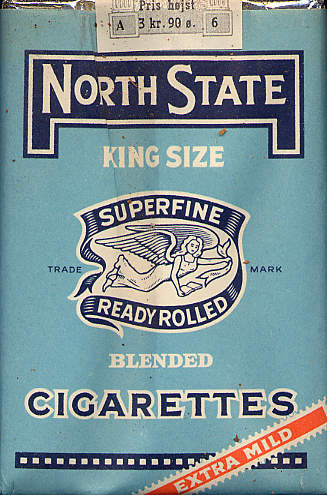 Pris højst
A 3 kr. 90 ø. 6
NORTH STATE
KING SIZE
SUPERFINE
TRADE MARK
READY ROLLED
BLENDED
CIGARETTES
EXTRA MILD